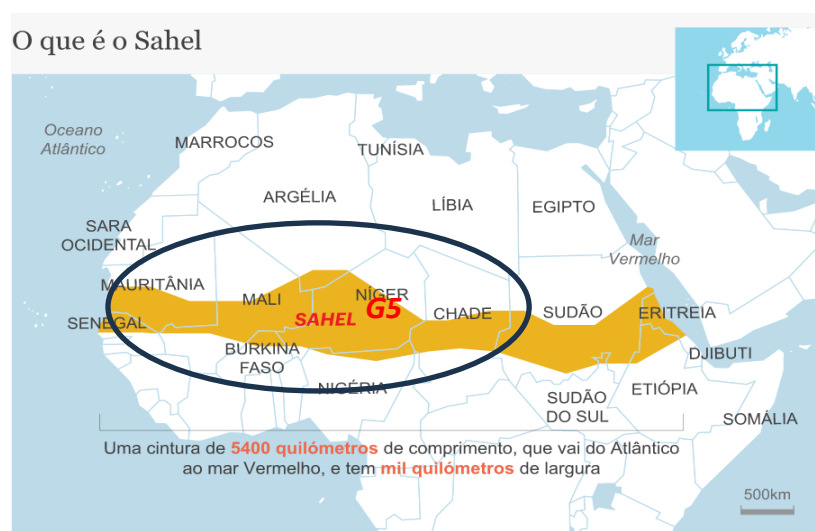 O que é o Sahel
Oceano
Atlântico
MARROCOS
TUNÍSIA
ARGÉLIA
LÍBIA
EGIPTO
SARA
OCIDENTAL
Mar
Vermelho
MAURITÂNIA
MALI
NÍGER
G5
SAHEL
CHADE
SUDÃO
ERITREIA
SENEGAL
BURKINA
FASO
DJIBUTI
NIGÉRIA
SUDÃO
DO SUL
ETIÓPIA
SOMÁLIA
Uma cintura de 5400 quilómetros de comprimento, que vai do Atlântico
ao mar Vermelho, e tem mil quilómetros de largura
500km